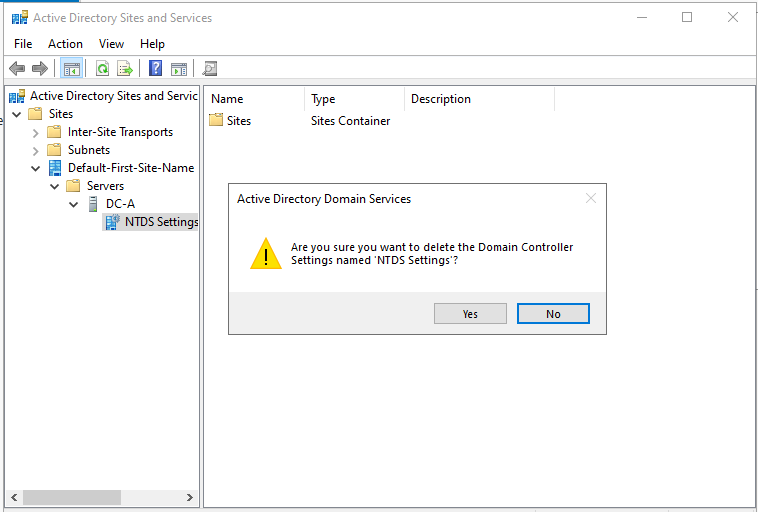 Active Directory Sites and Services
File Action View Help
Active Directory Sites and Servic
Name Type Description
Sites
Sites Sites Container
Inter-Site Transports
Subnets
Default-First-Site-Name
Servers
DC-A
NTDS Settings
Active Directory Domain Services
Are you sure you want to delete the Domain Controller
Settings named 'NTDS Settings'?
Yes No